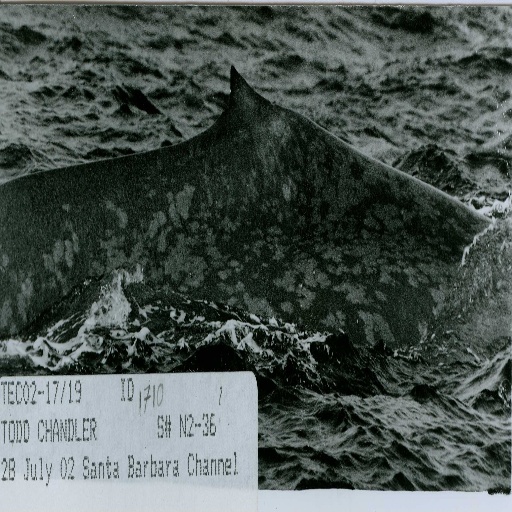 TEC02-17/19 ID 1710 1
TODD CHANDLER S# N2-36
28 July 02 Santa Barbara Channel